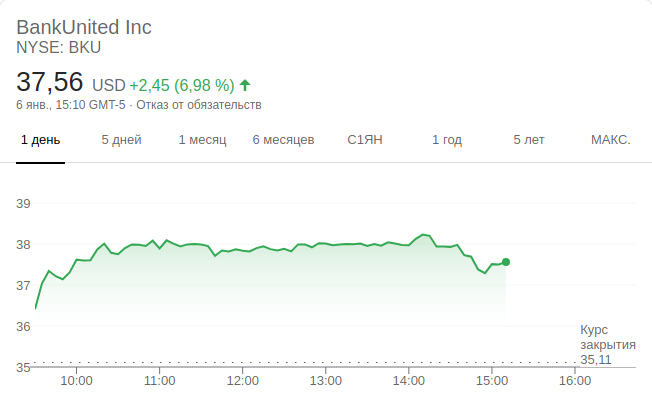 BankUnited Inc
NYSE: BKU
37,56 USD +2,45 (6,98 %)
6 янв., 15:10 GMT-5 · Отказ от обязательств
1 день 5 дней 1 месяц 6 месяцев С1ЯН 1 год 5 лет МАКС.
39
38
37
36
Курс
закрытия
35,11
35
10:00 11:00 12:00 13:00 14:00 15:00 16:00